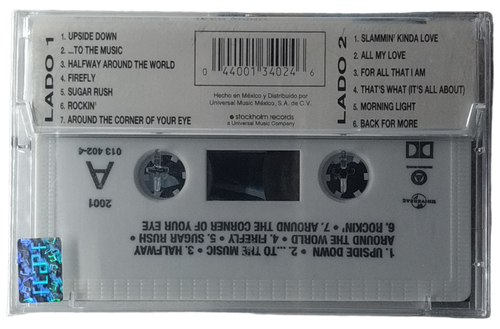 LADO 1
1. UPSIDE DOWN
2. ...TO THE MUSIC
3. HALFWAY AROUND THE WORLD
4. FIREFLY
5. SUGAR RUSH
6. ROCKIN'
7. AROUND THE CORNER OF YOUR EYE
0 44001 34024 6
Hecho en México y Distribuido por
Universal Music México, S.A. de C.V.
stockholm records
a Universal Music Company
LADO 2
1. SLAMMIN' KINDA LOVE
2. ALL MY LOVE
3. FOR ALL THAT I AM
4. THAT'S WHAT (IT'S ALL ABOUT)
5. MORNING LIGHT
6. BACK FOR MORE
1. UPSIDE DOWN • 2. ...TO THE MUSIC • 3. HALFWAY
AROUND THE WORLD • 4. FIREFLY • 5. SUGAR RUSH •
6. ROCKIN' • 7. AROUND THE CORNER OF YOUR EYE
UNIVERSAL
A
2001
013 402-4